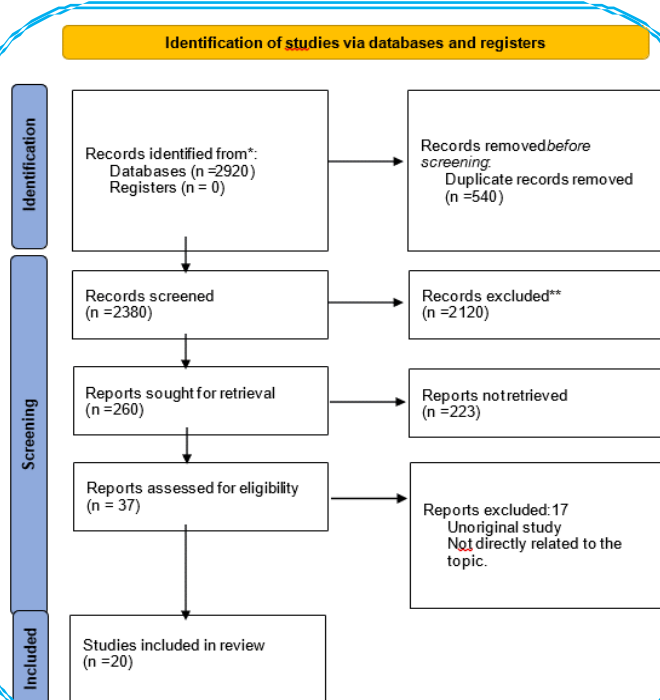 Identification of studies via databases and registers
Identification
Records identified from*:
Databases (n =2920)
Registers (n = 0)
Records removed before
screening:
Duplicate records removed
(n =540)
Screening
Records screened
(n =2380)
Records excluded**
(n =2120)
Reports sought for retrieval
(n =260)
Reports not retrieved
(n =223)
Reports assessed for eligibility
(n = 37)
Reports excluded:17
Unoriginal study
Not directly related to the
topic.
Included
Studies included in review
(n =20)